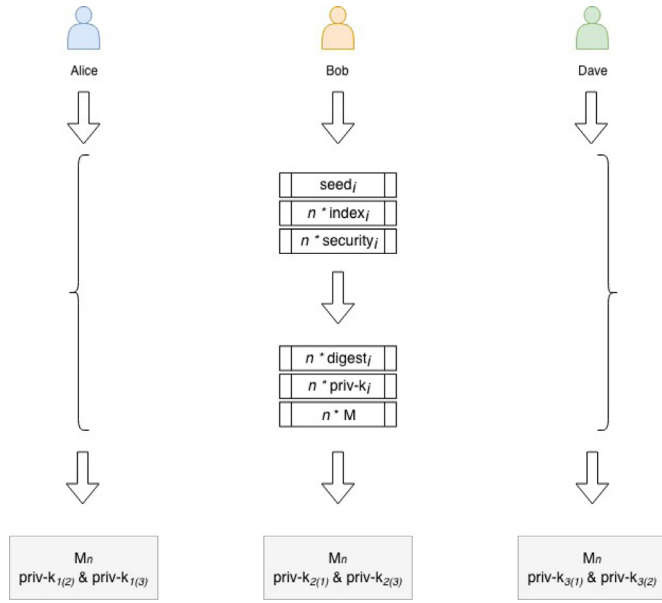 Alice
Bob
Dave
seedi
n * indexi
n * securityi
n * digesti
n * priv-ki
n * M
Mn
priv-k1(2) & priv-k1(3)
Mn
priv-k2(1) & priv-k2(3)
Mn
priv-k3(1) & priv-k3(2)